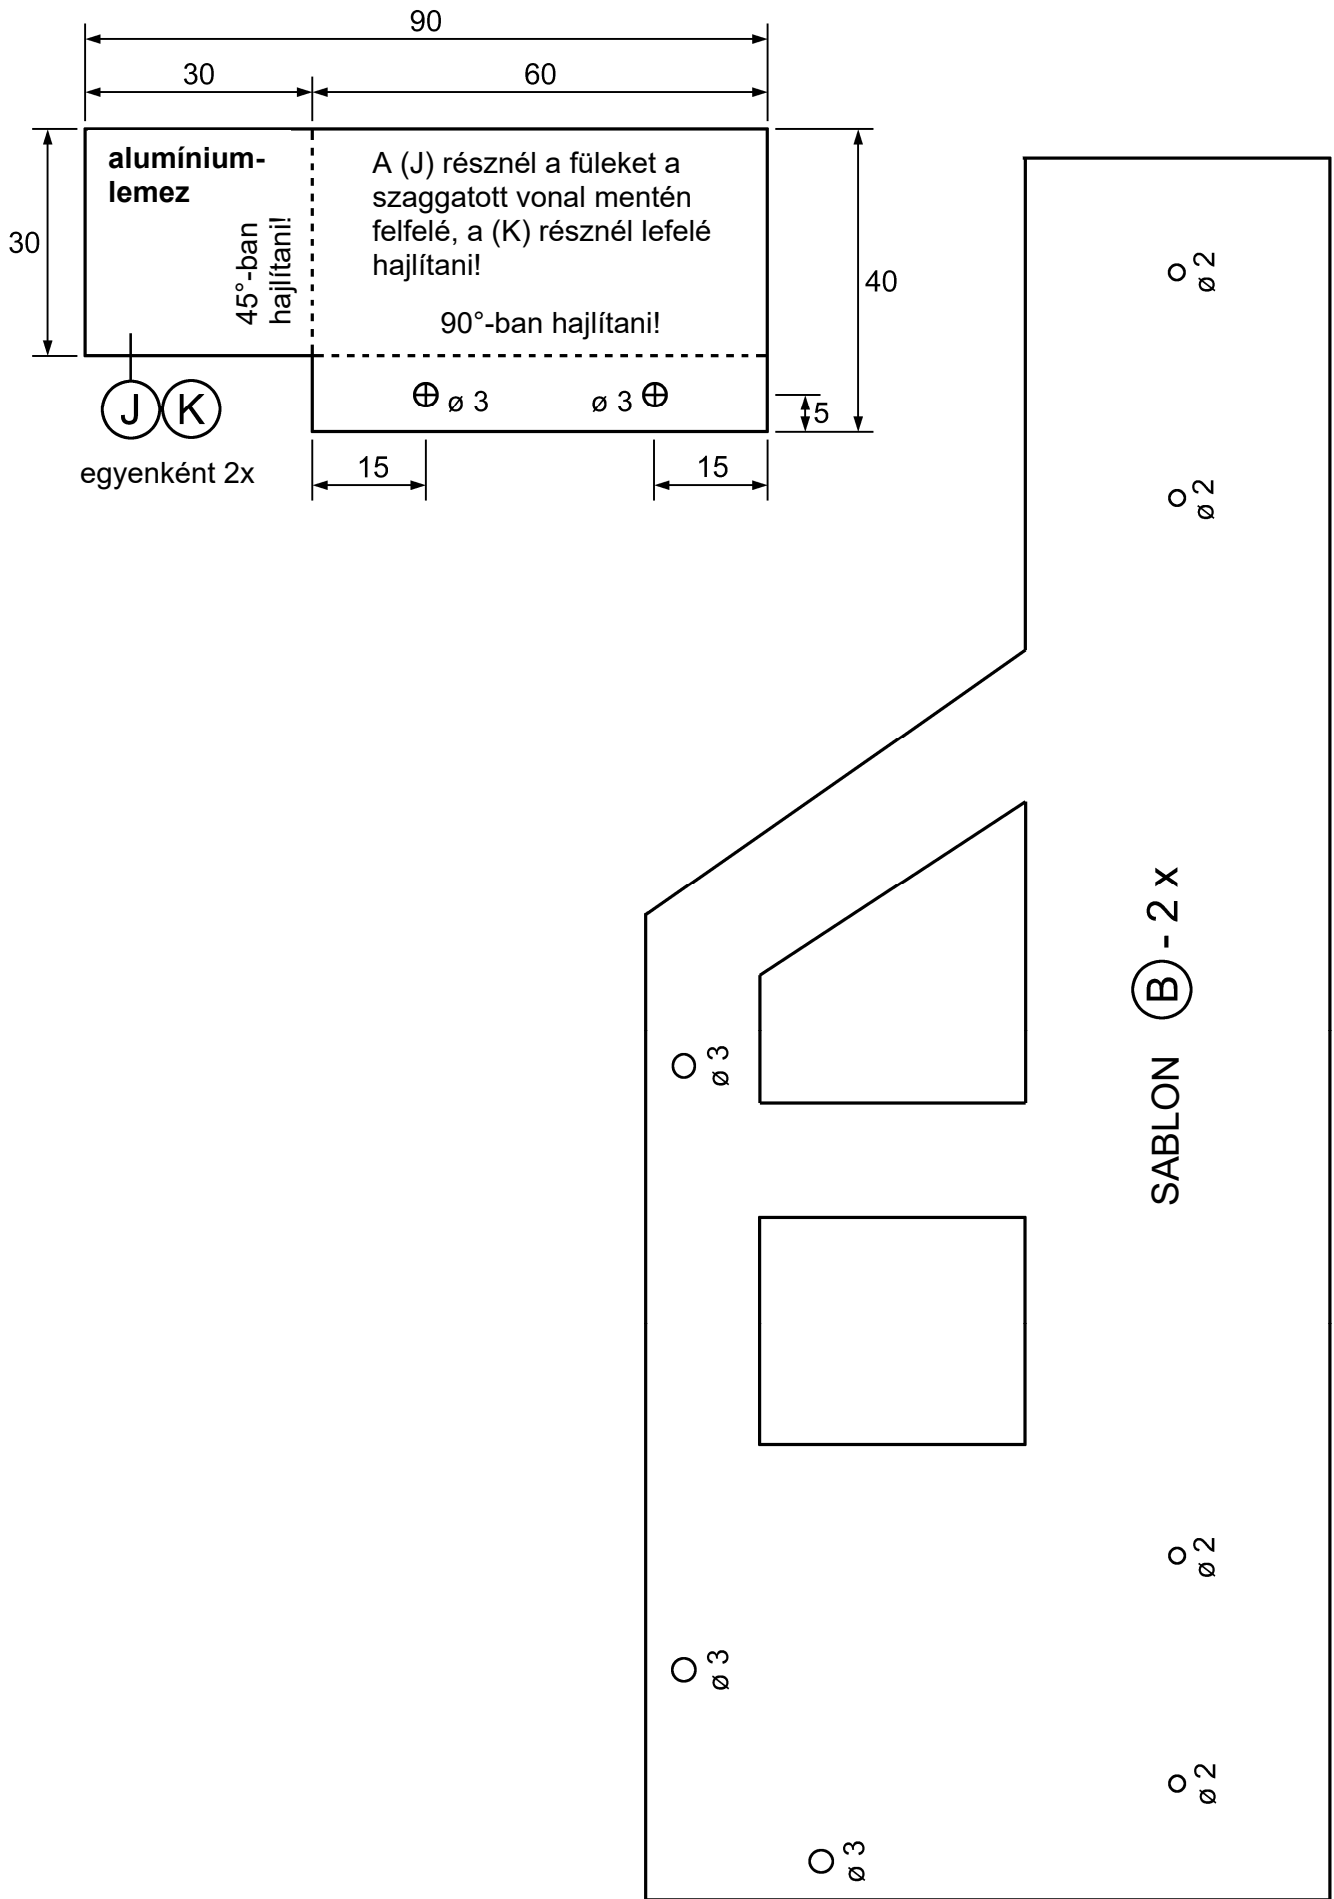 90
30
60
alumínium-
lemez
A (J) résznél a füleket a
szaggatott vonal mentén
felfelé, a (K) résznél lefelé
hajlítani!
30
45°-ban
hajlítani!
90°-ban hajlítani!
40
J K
ø 3
ø 3
5
egyenként 2x
15
15
ø 2
ø 2
SABLON B - 2 x
ø 3
ø 2
ø 3
ø 2
ø 3